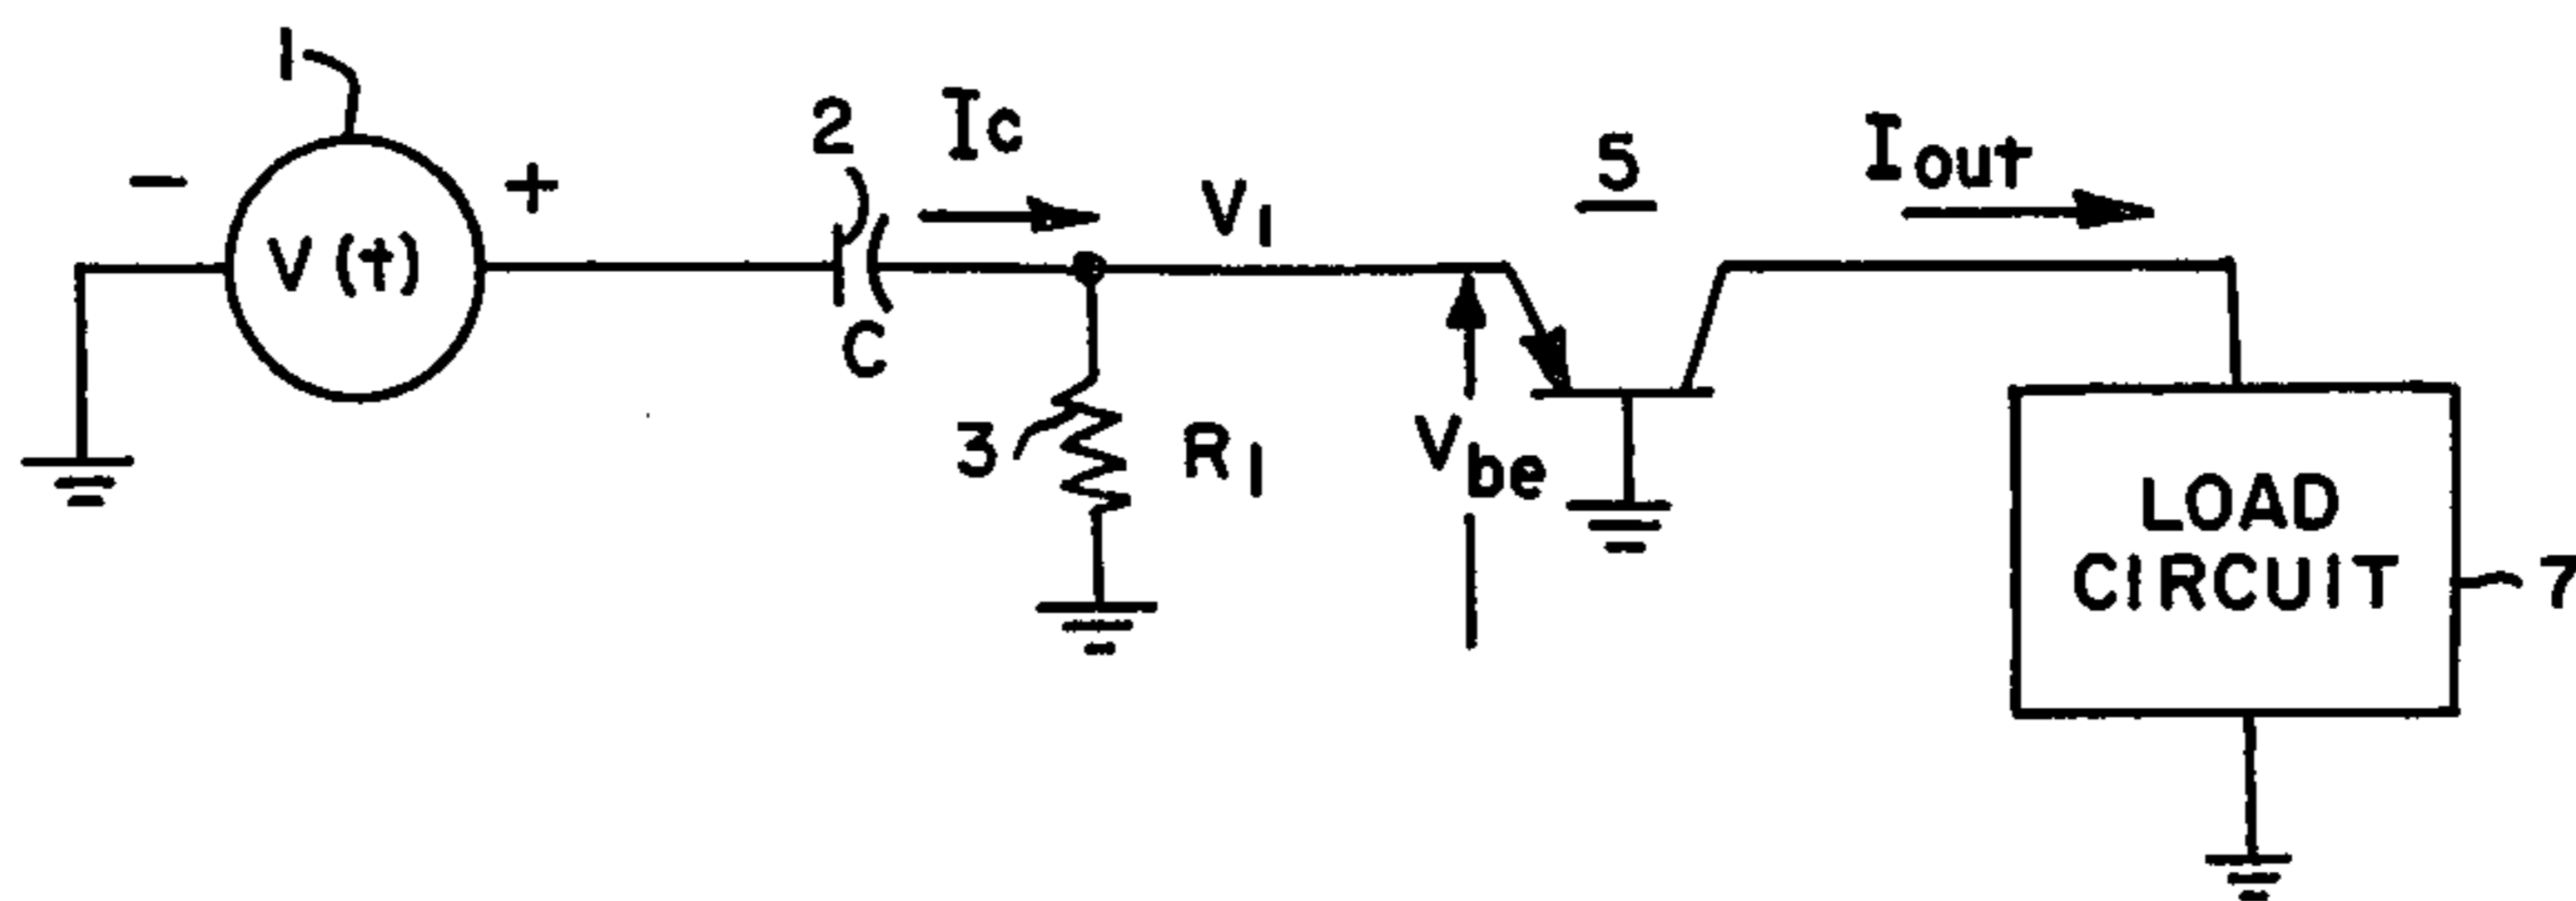 1
- V(t) +
2
Ic
C
3
R1
V1
Vbe
5
Iout
LOAD
CIRCUIT
7